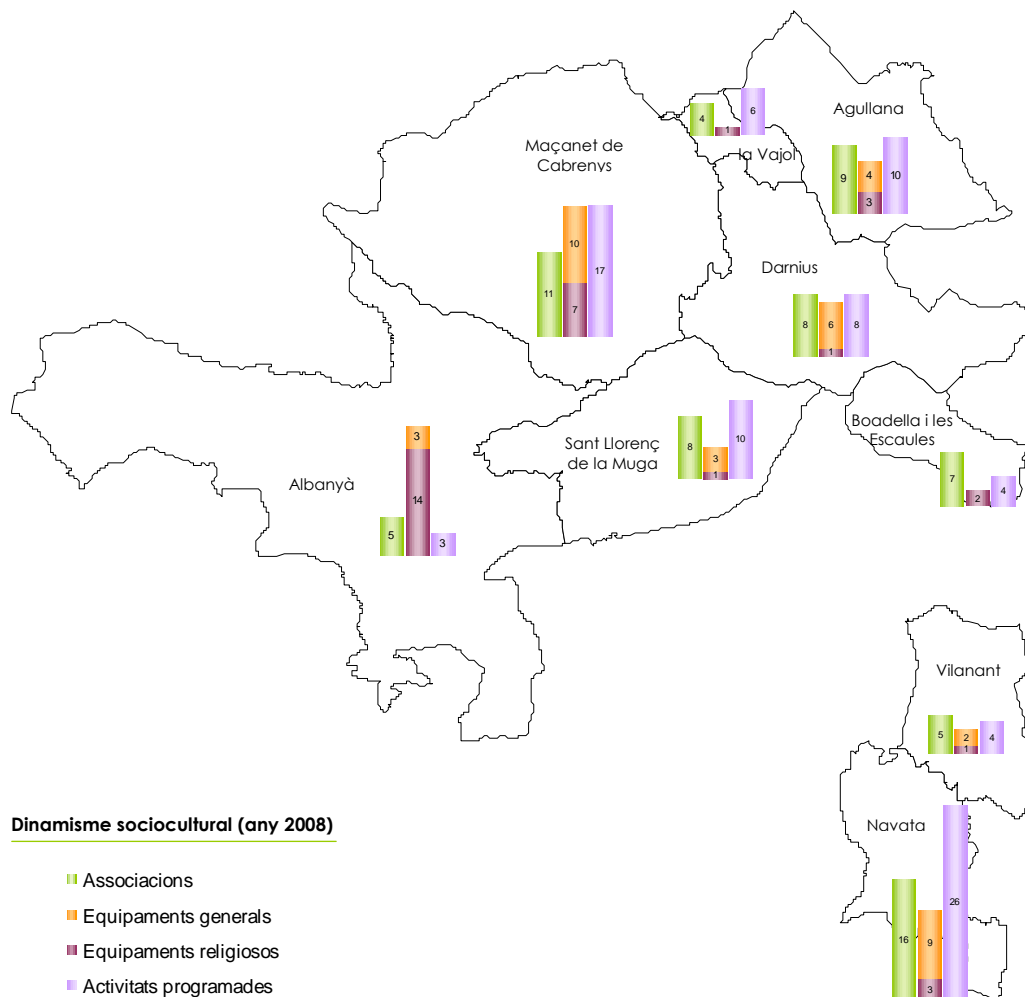 Agullana
4
1
6
la Vajol
9
4
3
10
Maçanet de
Cabrenys
11
10
7
17
Darnius
8
6
1
8
Boadella i les
Escaules
7
2
4
Sant Llorenç
de la Muga
8
3
1
10
Albanyà
5
3
14
3
Vilanant
5
2
1
4
Navata
16
9
3
26
Dinamisme sociocultural (any 2008)
Associacions
Equipaments generals
Equipaments religiosos
Activitats programades